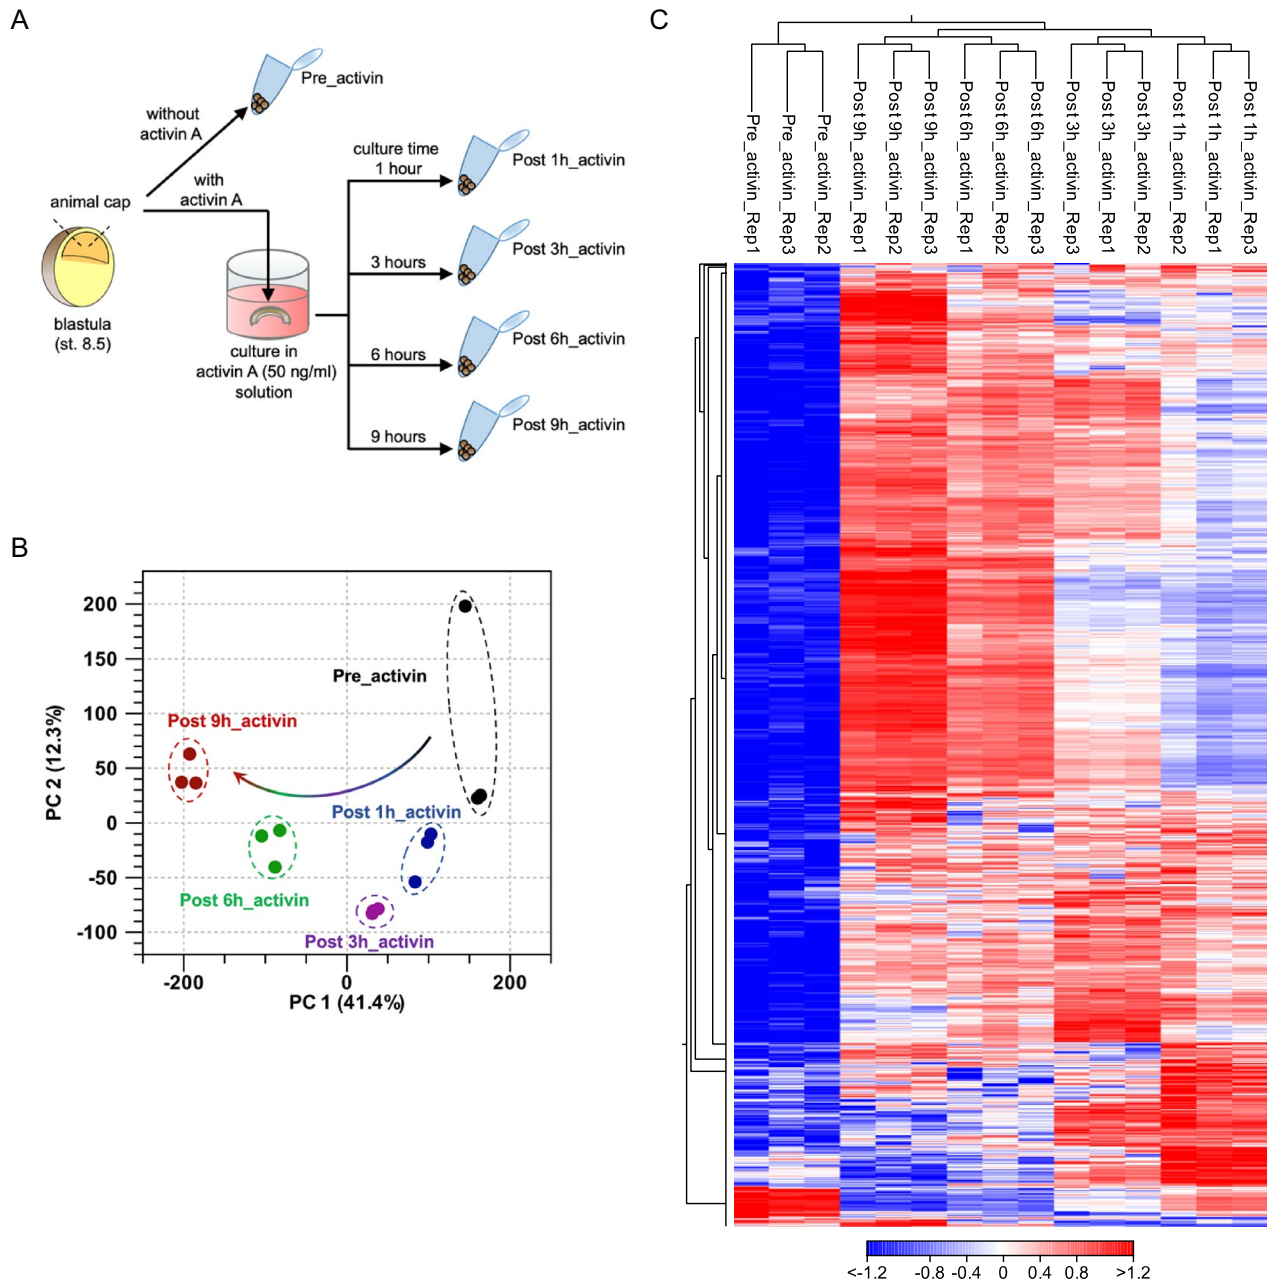 A
Pre_activin
without
activin A
with
activin A
animal cap
blastula
(st. 8.5)
culture in
activin A (50 ng/ml)
solution
culture time
1 hour
Post 1h_activin
3 hours
Post 3h_activin
6 hours
Post 6h_activin
9 hours
Post 9h_activin
B
PC 2 (12.3%)
200
150
100
50
0
-50
-100
Pre_activin
Post 9h_activin
Post 1h_activin
Post 6h_activin
Post 3h_activin
-200
0
200
PC 1 (41.4%)
C
Pre_activin_Rep1
Pre_activin_Rep3
Pre_activin_Rep2
Post 9h_activin_Rep1
Post 9h_activin_Rep2
Post 9h_activin_Rep3
Post 6h_activin_Rep1
Post 6h_activin_Rep2
Post 6h_activin_Rep3
Post 3h_activin_Rep3
Post 3h_activin_Rep1
Post 3h_activin_Rep2
Post 1h_activin_Rep2
Post 1h_activin_Rep1
Post 1h_activin_Rep3
<-1.2
-0.8
-0.4
0
0.4
0.8
>1.2